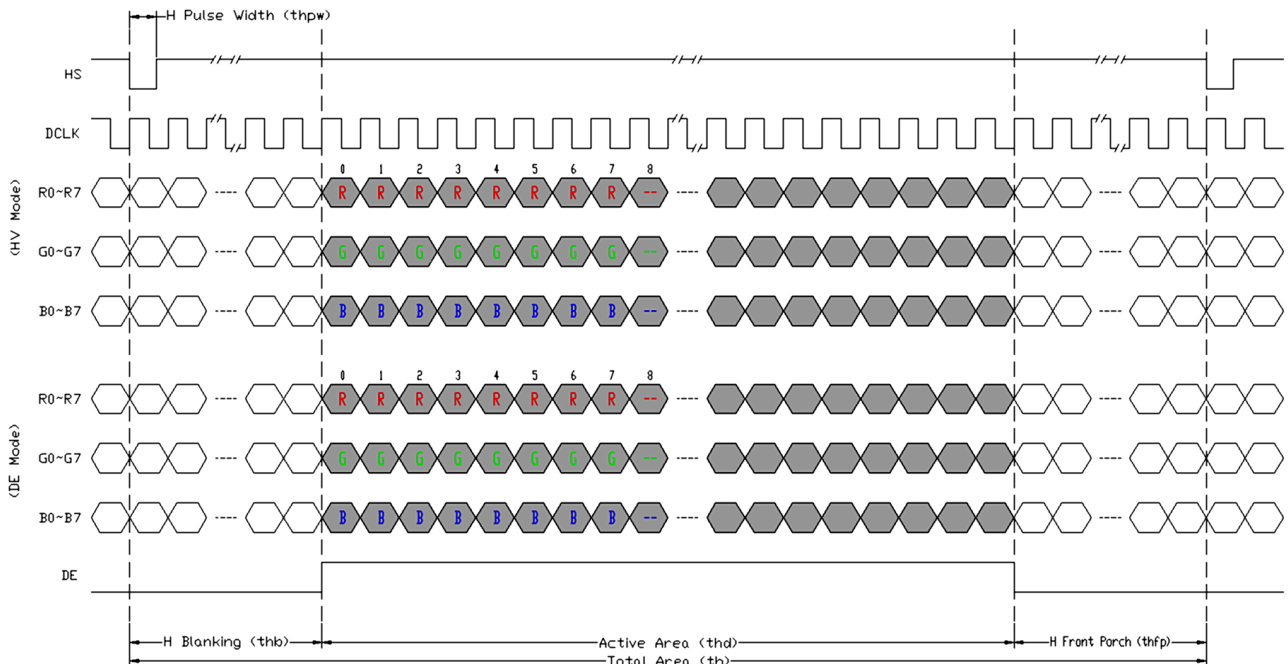 H Pulse Width (thpw)
HS
DCLK
0 1 2 3 4 5 6 7 8
(HV Mode)
R0~R7 ---- R R R R R R R R -- ---- ----
G0~G7 ---- G G G G G G G G -- ---- ----
B0~B7 ---- B B B B B B B B -- ---- ----
0 1 2 3 4 5 6 7 8
(DE Mode)
R0~R7 ---- R R R R R R R R -- ---- ----
G0~G7 ---- G G G G G G G G -- ---- ----
B0~B7 ---- B B B B B B B B -- ---- ----
DE
H Blanking (thb) Active Area (thd) H Front Porch (thfp)
Total Area (th)